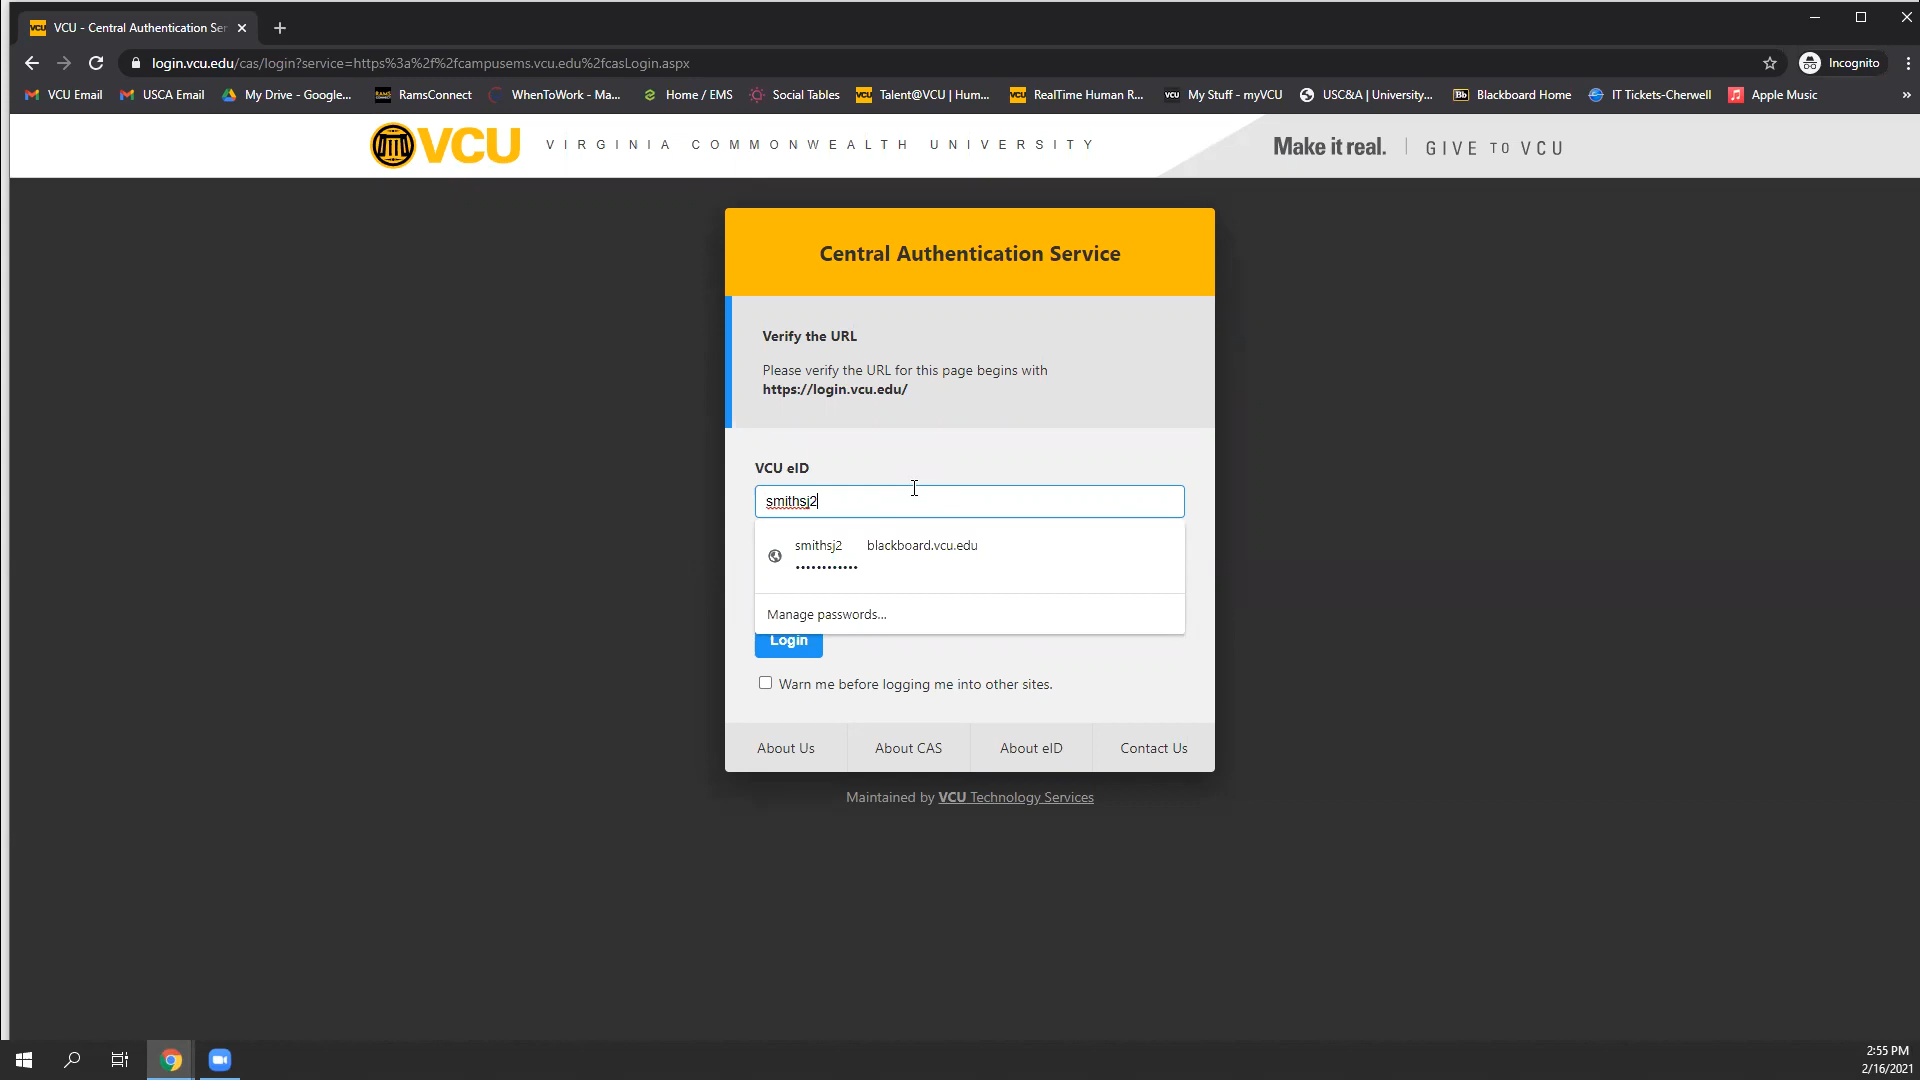 VCU - Central Authentication Ser
login.vcu.edu/cas/login?service=https%3a%2f%2fcampusems.vcu.edu%2fcasLogin.aspx
Incognito
VCU Email
USCA Email
My Drive - Google...
RamsConnect
WhenToWork - Ma...
Home / EMS
Social Tables
Talent@VCU | Hum...
RealTime Human R...
My Stuff - myVCU
USC&A | University...
Blackboard Home
IT Tickets-Cherwell
Apple Music
»
VCU VIRGINIA COMMONWEALTH UNIVERSITY
Make it real. | GIVE TO VCU
Central Authentication Service
Verify the URL
Please verify the URL for this page begins with
https://login.vcu.edu/
VCU eID
smithsj2
smithsj2 blackboard.vcu.edu
••••••••••••
Manage passwords...
Login
Warn me before logging me into other sites.
About Us
About CAS
About eID
Contact Us
Maintained by VCU Technology Services
2:55 PM
2/16/2021